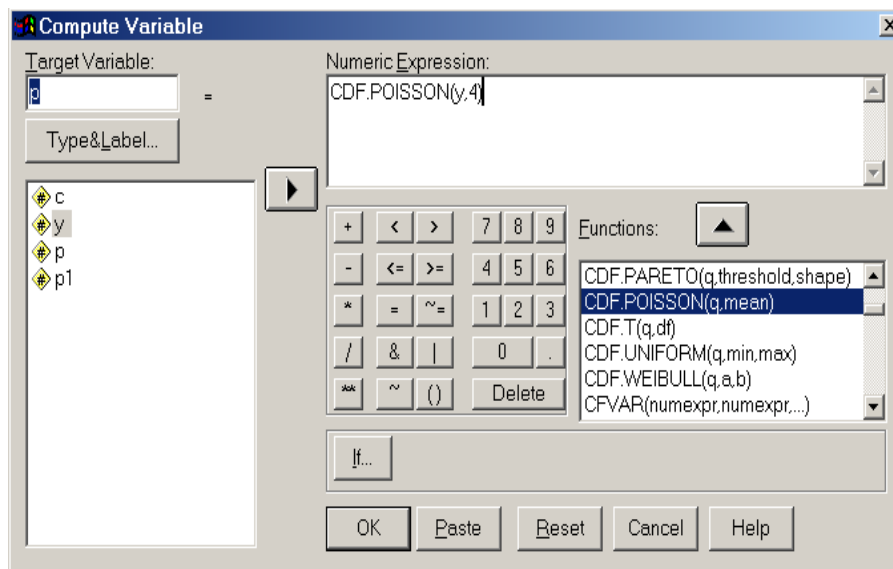 Compute Variable
Target Variable:
p
=
Type&Label...
c
y
p
p1
Numeric Expression:
CDF.POISSON(y,4)
+ < > 7 8 9
- <= >= 4 5 6
* = ~= 1 2 3
/ & | 0 .
** ~ () Delete
Functions:
CDF.PARETO(q,threshold,shape)
CDF.POISSON(q,mean)
CDF.T(q,df)
CDF.UNIFORM(q,min,max)
CDF.WEIBULL(q,a,b)
CFVAR(numexpr,numexpr,...)
If...
OK Paste Reset Cancel Help